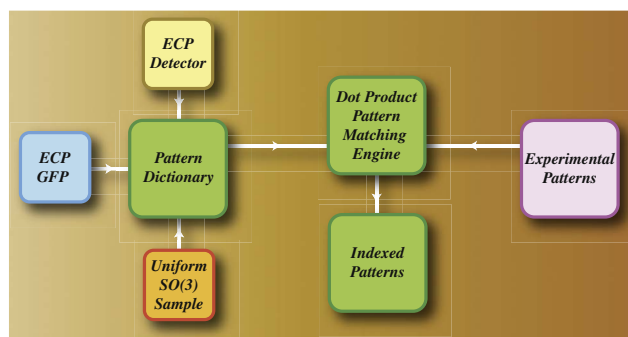 ECP
Detector
ECP
GFP
Pattern
Dictionary
Uniform
SO(3)
Sample
Dot Product
Pattern
Matching
Engine
Indexed
Patterns
Experimental
Patterns